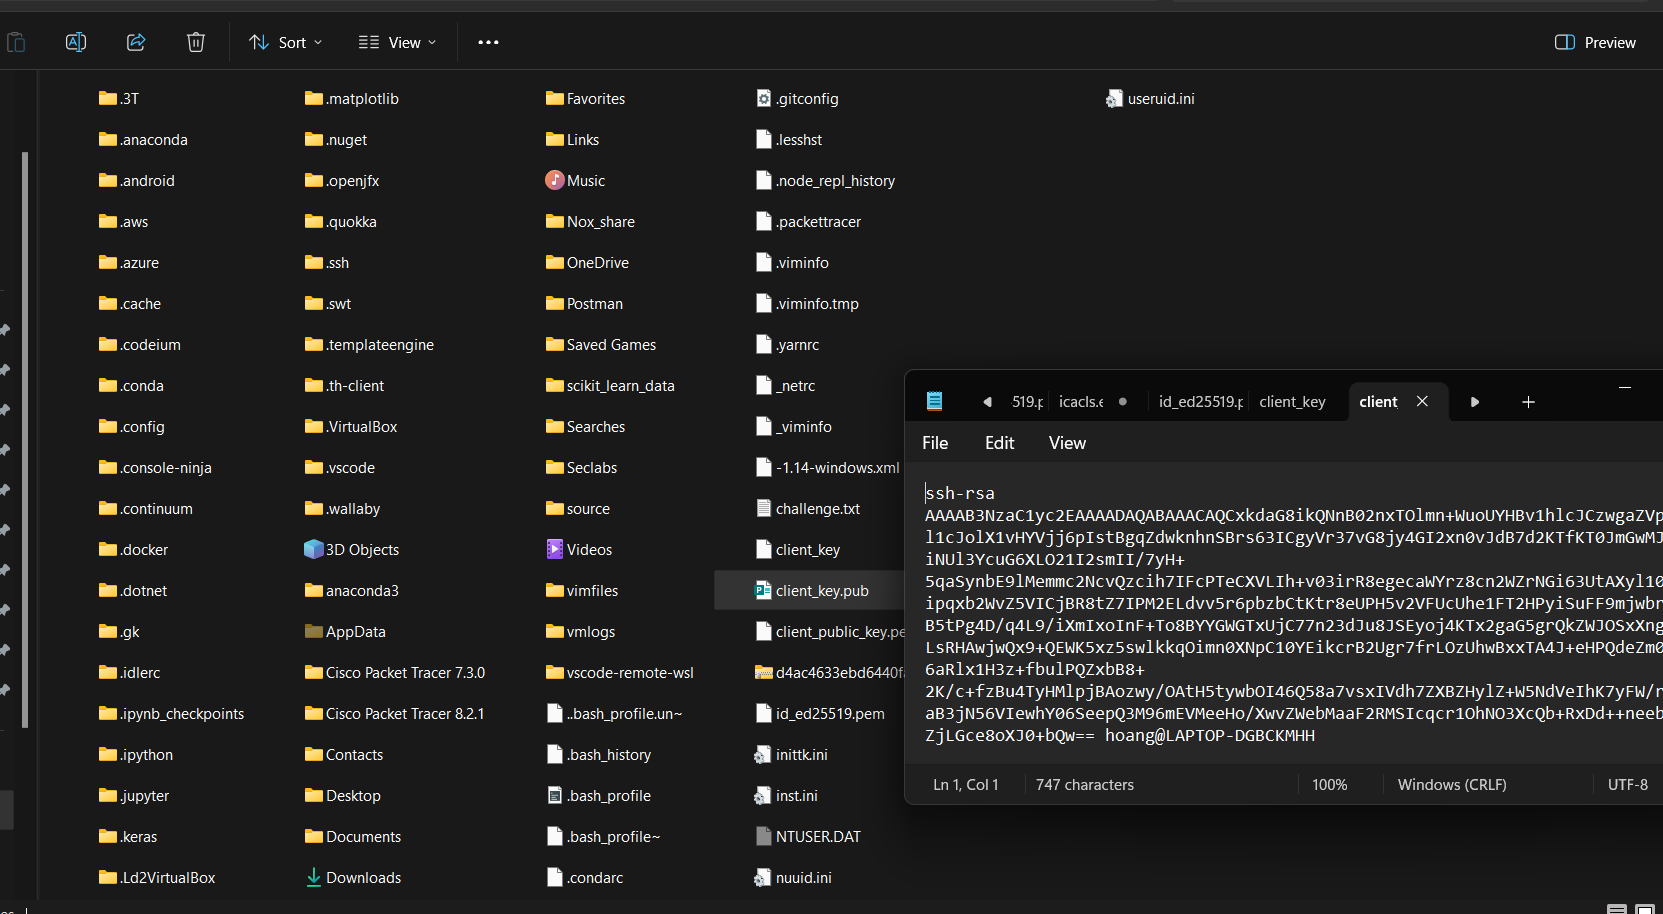 Sort
View
Preview
.3T
.anaconda
.android
.aws
.azure
.cache
.codeium
.conda
.config
.console-ninja
.continuum
.docker
.dotnet
.gk
.idlerc
.ipynb_checkpoints
.ipython
.jupyter
.keras
.Ld2VirtualBox
.matplotlib
.nuget
.openjfx
.quokka
.ssh
.swt
.templateengine
.th-client
.VirtualBox
.vscode
.wallaby
3D Objects
anaconda3
AppData
Cisco Packet Tracer 7.3.0
Cisco Packet Tracer 8.2.1
Contacts
Desktop
Documents
Downloads
Favorites
Links
Music
Nox_share
OneDrive
Postman
Saved Games
scikit_learn_data
Searches
Seclabs
source
Videos
vimfiles
vmlogs
vscode-remote-wsl
..bash_profile.un~
.bash_history
.bash_profile
.bash_profile~
.condarc
.gitconfig
.lesshst
.node_repl_history
.packettracer
.viminfo
.viminfo.tmp
.yarnrc
_netrc
_viminfo
-1.14-windows.xml
challenge.txt
client_key
client_key.pub
client_public_key.pe
d4ac4633ebd6440f
id_ed25519.pem
inittk.ini
inst.ini
NTUSER.DAT
nuuid.ini
useruid.ini
519.p icacls.e id_ed25519.p client_key client
File Edit View
ssh-rsa
AAAAB3NzaC1yc2EAAAADAQABAAACAQCxkdaG8ikQNnB02nxTOlmn+WuoUYHBv1hlcJCzwgaZVp
l1cJolX1vHYVjj6pIstBgqZdwknhnSBrs63ICgyVr37vG8jy4GI2xn0vJdB7d2KTfKT0JmGwMJ
iNUl3YcuG6XLO21I2smII/7yH+
5qaSynbE9lMemmc2NcvQzcih7IFcPTeCXVLIh+v03irR8egecaWYrz8cn2WZrNGi63UtAXyl10
ipqxb2WvZ5VICjBR8tZ7IPM2ELdvv5r6pbzbCtKtr8eUPH5v2VFUcUhe1FT2HPyiSuFF9mjwbr
B5tPg4D/q4L9/iXmIxoInF+To8BYYGWGTxUjC77n23dJu8JSEyoj4KTx2gaG5grQkZWJOSxXng
LsRHAwjwQx9+QEWK5xz5swlkkqOimn0XNpC10YEikcrB2Ugr7frLOzUhwBxxTA4J+eHPQdeZm0
6aRlx1H3z+fbulPQZxbB8+
2K/c+fzBu4TyHMlpjBAozwy/OAtH5tywbOI46Q58a7vsxIVdh7ZXBZHylZ+W5NdVeIhK7yFW/r
aB3jN56VIewhY06SeepQ3M96mEVMeeHo/XwvZWebMaaF2RMSIcqcr1OhNO3XcQb+RxDd++neeb
ZjLGce8oXJ0+bQw== hoang@LAPTOP-DGBCKMHH
Ln 1, Col 1 747 characters 100% Windows (CRLF) UTF-8